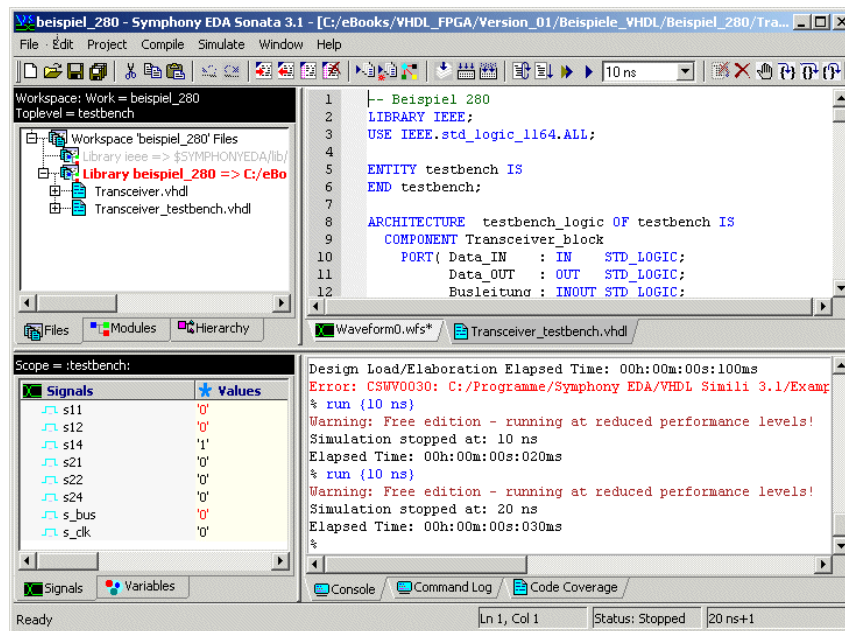 beispiel_280 - Symphony EDA Sonata 3.1 - [C:/eBooks/VHDL_FPGA/Version_01/Beispiele_VHDL/Beispiel_280/Tra...
File Edit Project Compile Simulate Window Help
10 ns
Workspace: Work = beispiel_280
Toplevel = testbench
Workspace 'beispiel_280' Files
Library ieee => $SYMPHONYEDA/lib/
Library beispiel_280 => C:/eBo
Transceiver.vhdl
Transceiver_testbench.vhdl
Files Modules Hierarchy
1 -- Beispiel 280
2 LIBRARY IEEE;
3 USE IEEE.std_logic_1164.ALL;
4
5 ENTITY testbench IS
6 END testbench;
7
8 ARCHITECTURE testbench_logic OF testbench IS
9 COMPONENT Transceiver_block
10 PORT( Data_IN : IN STD_LOGIC;
11 Data_OUT : OUT STD_LOGIC;
12 Busleitung : INOUT STD_LOGIC;
Waveform0.wfs* Transceiver_testbench.vhdl
Scope = :testbench:
Signals Values
s11 '0'
s12 '0'
s14 '1'
s21 '0'
s22 '0'
s24 '0'
s_bus '0'
s_clk '0'
Signals Variables
Design Load/Elaboration Elapsed Time: 00h:00m:00s:100ms
Error: CSWV0030: C:/Programme/Symphony EDA/VHDL Simili 3.1/Examp
% run {10 ns}
Warning: Free edition - running at reduced performance levels!
Simulation stopped at: 10 ns
Elapsed Time: 00h:00m:00s:020ms
% run {10 ns}
Warning: Free edition - running at reduced performance levels!
Simulation stopped at: 20 ns
Elapsed Time: 00h:00m:00s:030ms
%
Console Command Log Code Coverage
Ready Ln 1, Col 1 Status: Stopped 20 ns+1